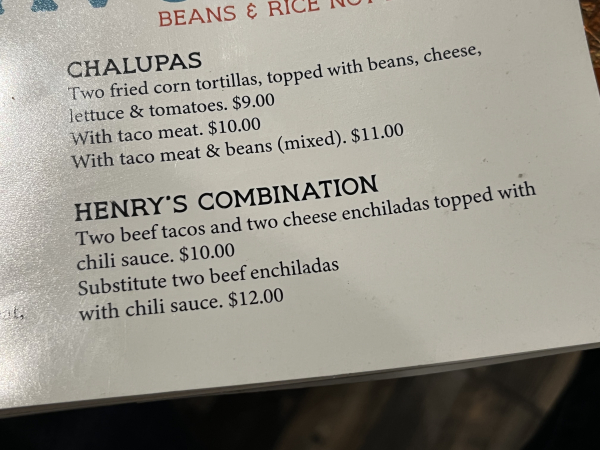 BEANS & RICE NOT
CHALUPAS
Two fried corn tortillas, topped with beans, cheese,
lettuce & tomatoes. $9.00
With taco meat. $10.00
With taco meat & beans (mixed). $11.00
HENRY'S COMBINATION
Two beef tacos and two cheese enchiladas topped with
chili sauce. $10.00
Substitute two beef enchiladas
with chili sauce. $12.00